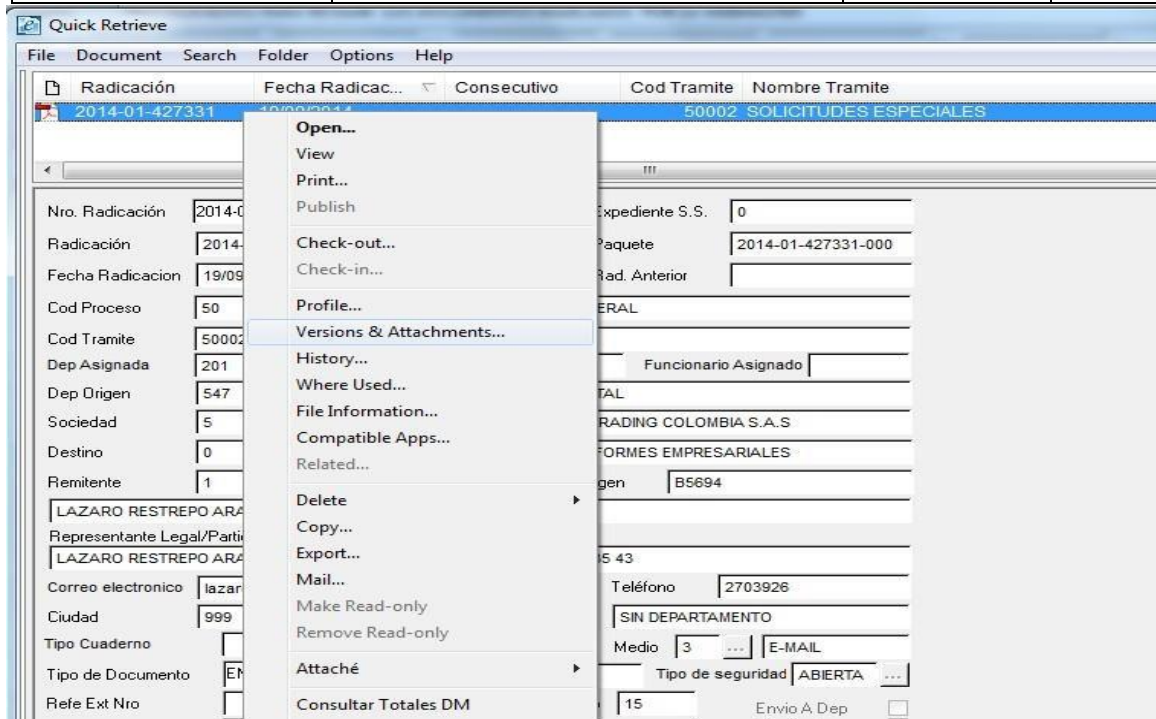 Quick Retrieve
File Document Search Folder Options Help
Radicación Fecha Radicac... Consecutivo Cod Tramite Nombre Tramite
2014-01-427331 19/09/2014 50002 SOLICITUDES ESPECIALES
Open...
View
Print...
Publish
Check-out...
Check-in...
Profile...
Versions & Attachments...
History...
Where Used...
File Information...
Compatible Apps...
Related...
Delete
Copy...
Export...
Mail...
Make Read-only
Remove Read-only
Attaché
Consultar Totales DM
Nro. Radicación 2014-0 xpediente S.S. 0
Radicación 2014- Paquete 2014-01-427331-000
Fecha Radicacion 19/09 Rad. Anterior
Cod Proceso 50 ERAL
Cod Tramite 50002
Dep Asignada 201 Funcionario Asignado
Dep Origen 547 TAL
Sociedad 5 RADING COLOMBIA S.A.S
Destino 0 FORMES EMPRESARIALES
Remitente 1 gen B5694
LAZARO RESTREPO ARA
Representante Legal/Parti
LAZARO RESTREPO ARA 35 43
Correo electronico lazar Teléfono 2703926
Ciudad 999 SIN DEPARTAMENTO
Tipo Cuaderno Medio 3 ... E-MAIL
Tipo de Documento EN Tipo de seguridad ABIERTA ...
Refe Ext Nro 15 Envio A Dep